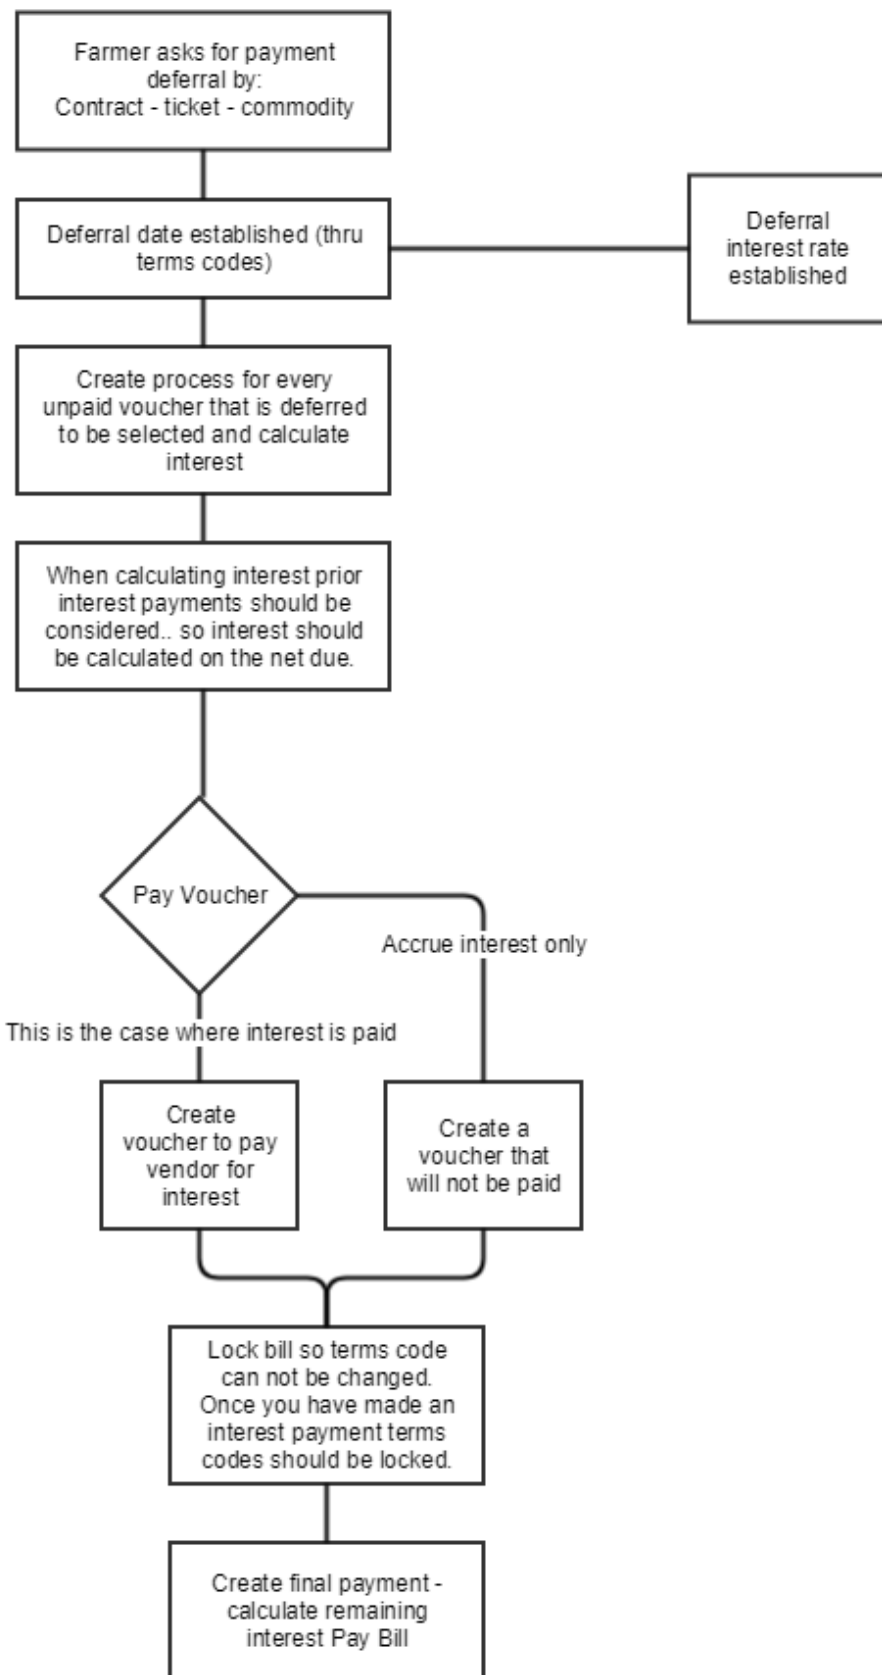 Farmer asks for payment
deferral by:
Contract - ticket - commodity
Deferral date established (thru
terms codes)
Deferral
interest rate
established
Create process for every
unpaid voucher that is deferred
to be selected and calculate
interest
When calculating interest prior
interest payments should be
considered.. so interest should
be calculated on the net due.
Pay Voucher
Accrue interest only
This is the case where interest is paid
Create
voucher to pay
vendor for
interest
Create a
voucher that
will not be paid
Lock bill so terms code
can not be changed.
Once you have made an
interest payment terms
codes should be locked.
Create final payment -
calculate remaining
interest Pay Bill